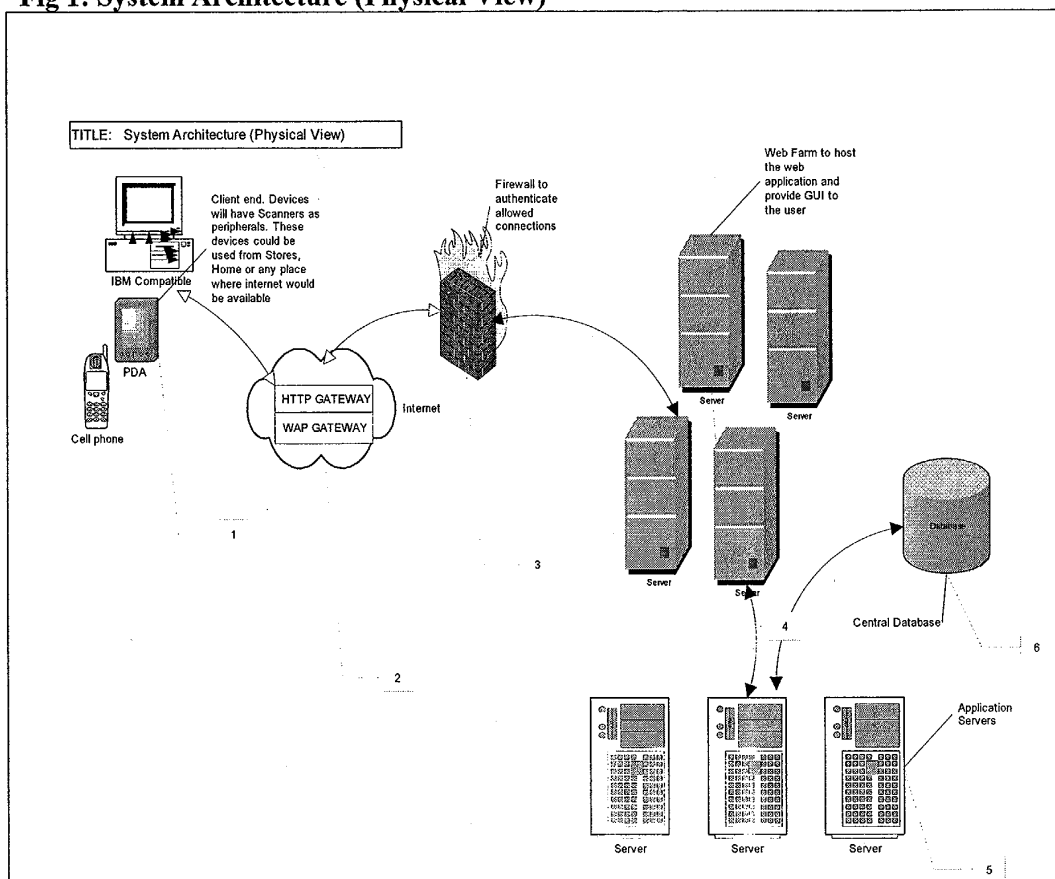 Fig 1: System Architecture (Physical View)
TITLE: System Architecture (Physical View)
Client end. Devices
will have Scanners as
peripherals. These
devices could be
used from Stores,
Home or any place
where internet would
be available
IBM Compatible
PDA
Cell phone
HTTP GATEWAY
WAP GATEWAY
Internet
Firewall to
authenticate
allowed
connections
Web Farm to host
the web
application and
provide GUI to
the user
Server
Server
Server
Server
Database
Central Database
1
2
3
4
6
Application
Servers
Server
Server
Server
5